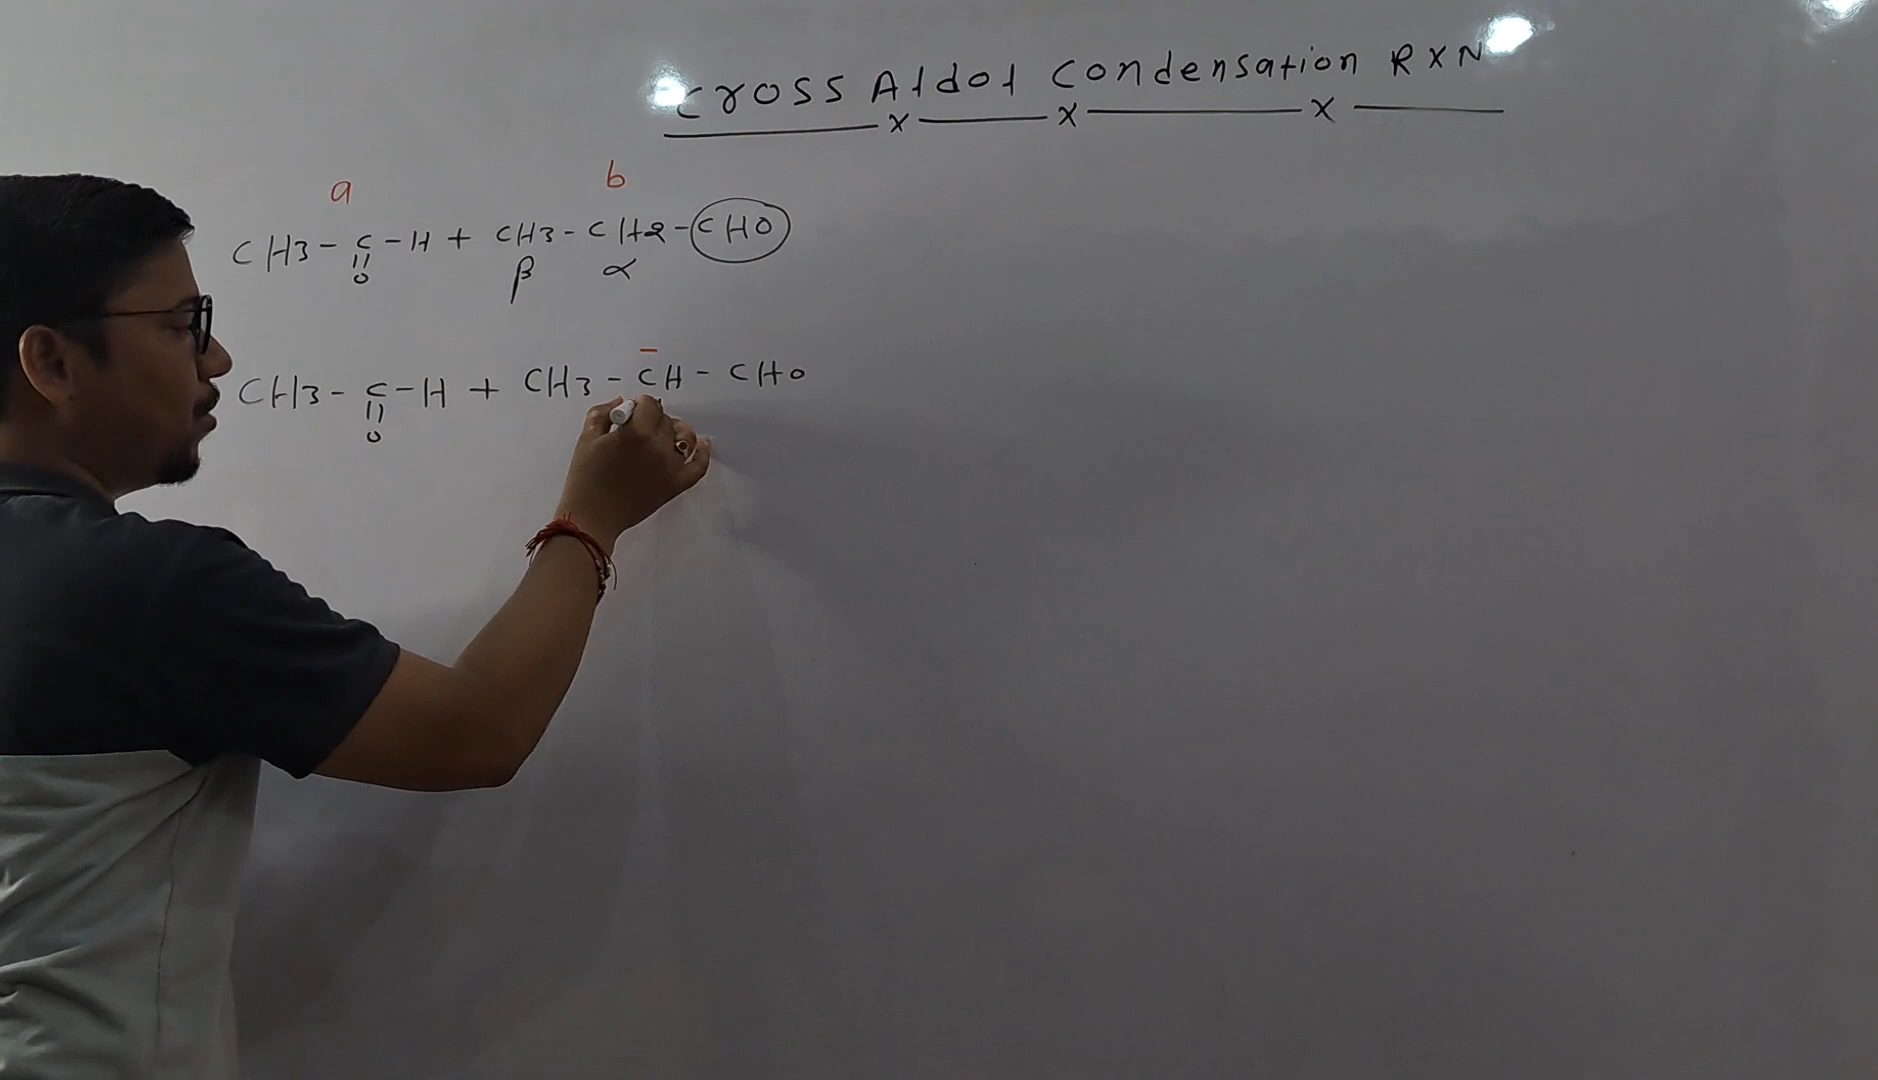 Cross Aldol Condensation RXN
x x x
a b
CH3-C-H + CH3-CH2-CHO
O β α
CH3-C-H + CH3-CH-CHO
O